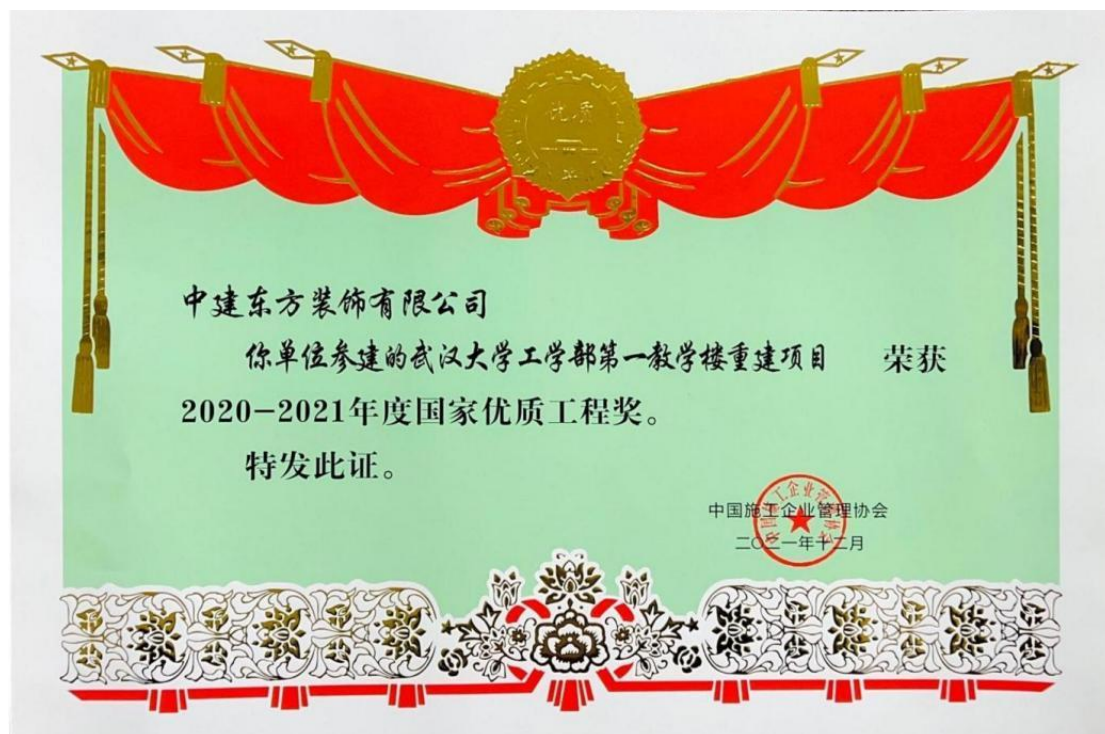 中建东方装饰有限公司
你单位参建的武汉大学工学部第一教学楼重建项目 荣获
2020-2021年度国家优质工程奖。
特发此证。
中国施工企业管理协会
二〇二一年十二月